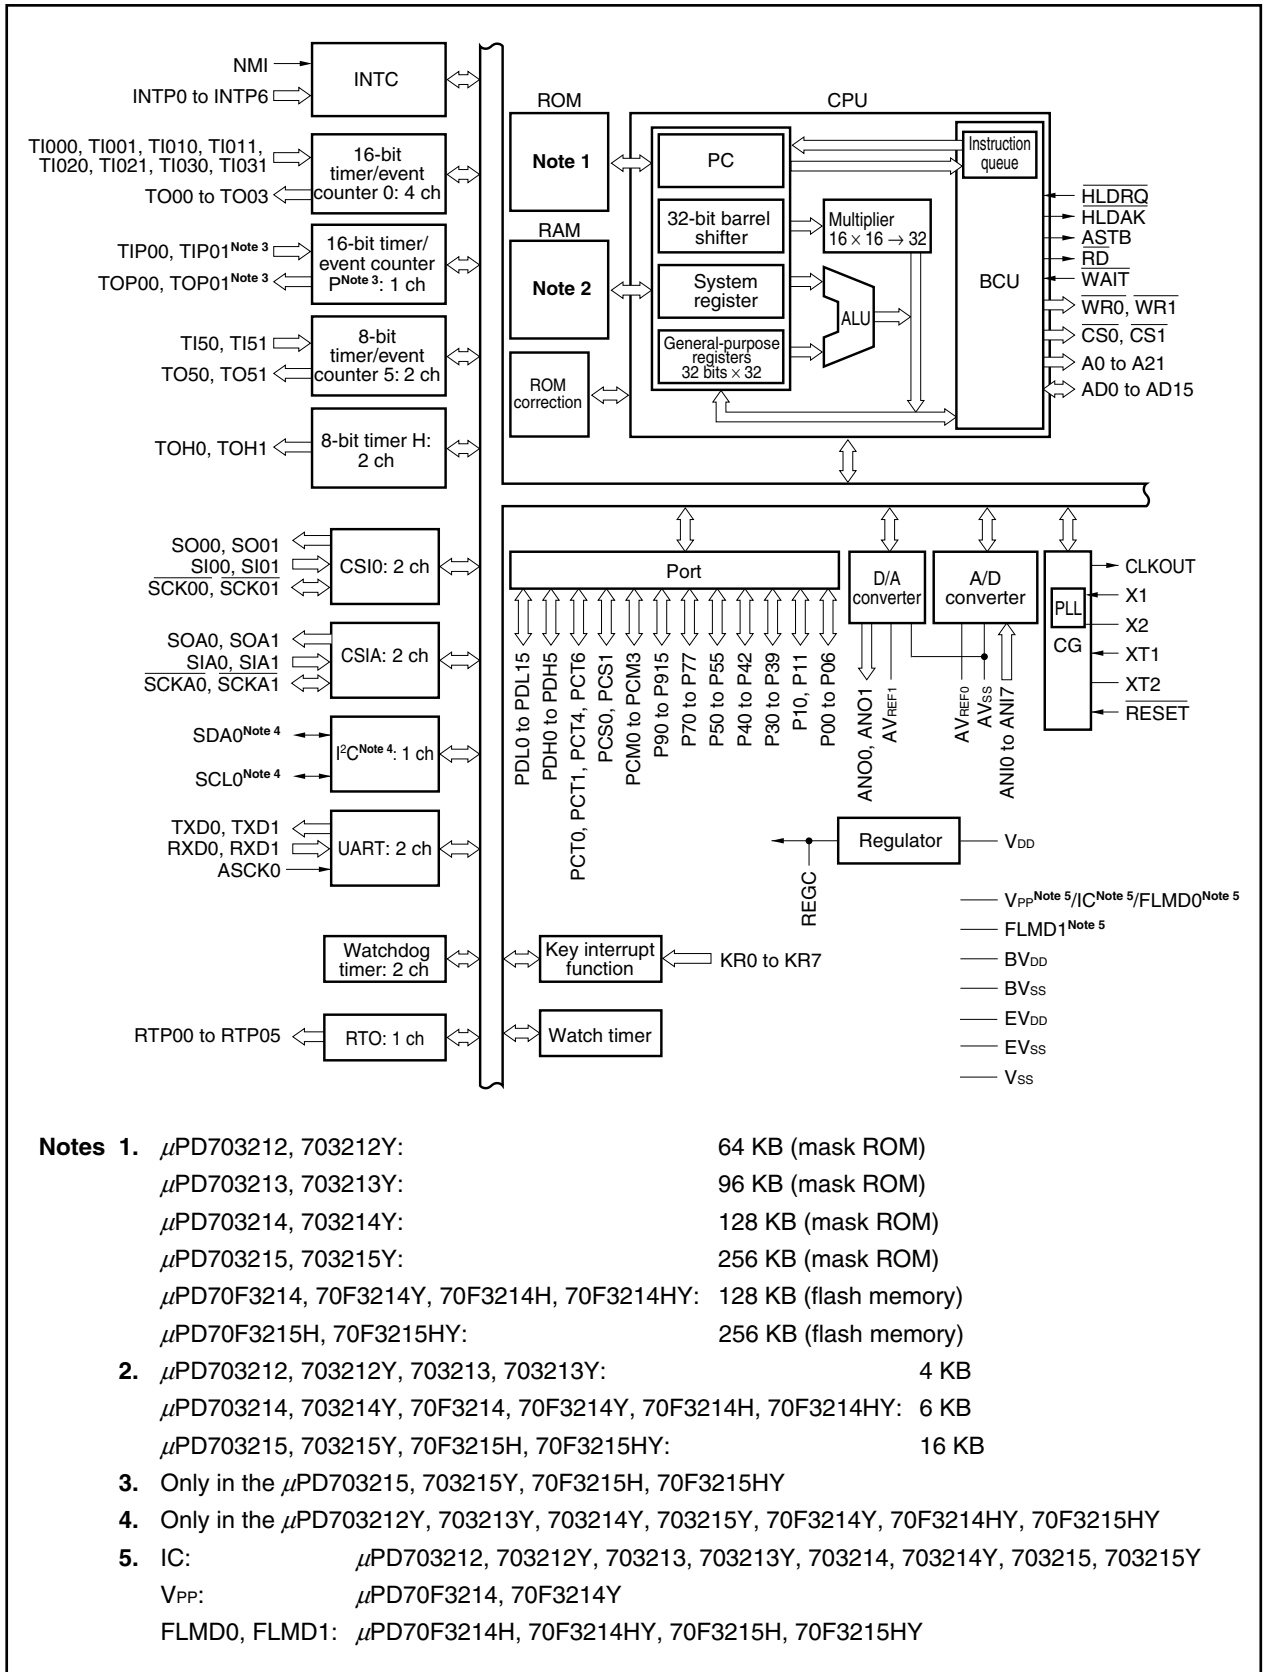 NMI
INTP0 to INTP6
INTC
TI000, TI001, TI010, TI011,
TI020, TI021, TI030, TI031
TO00 to TO03
16-bit
timer/event
counter 0: 4 ch
TIP00, TIP01Note 3
TOP00, TOP01Note 3
16-bit timer/
event counter
PNote 3: 1 ch
TI50, TI51
TO50, TO51
8-bit
timer/event
counter 5: 2 ch
TOH0, TOH1
8-bit timer H:
2 ch
SO00, SO01
SI00, SI01
SCK00, SCK01
CSI0: 2 ch
SOA0, SOA1
SIA0, SIA1
SCKA0, SCKA1
CSIA: 2 ch
SDA0Note 4
SCL0Note 4
I2CNote 4: 1 ch
TXD0, TXD1
RXD0, RXD1
ASCK0
UART: 2 ch
Watchdog
timer: 2 ch
RTP00 to RTP05
RTO: 1 ch
ROM
Note 1
RAM
Note 2
ROM
correction
CPU
PC
32-bit barrel
shifter
System
register
General-purpose
registers
32 bits × 32
Multiplier
16 × 16 → 32
ALU
Instruction
queue
BCU
HLDRQ
HLDAK
ASTB
RD
WAIT
WR0, WR1
CS0, CS1
A0 to A21
AD0 to AD15
Port
PDL0 to PDL15
PDH0 to PDH5
PCT0, PCT1, PCT4, PCT6
PCS0, PCS1
PCM0 to PCM3
P90 to P915
P70 to P77
P50 to P55
P40 to P42
P30 to P39
P10, P11
P00 to P06
D/A
converter
ANO0, ANO1
AVREF1
A/D
converter
AVREF0
AVSS
ANI0 to ANI7
PLL
CG
CLKOUT
X1
X2
XT1
XT2
RESET
Regulator
REGC
VDD
VPPNote 5/ICNote 5/FLMD0Note 5
FLMD1Note 5
BVDD
BVSS
EVDD
EVSS
VSS
Key interrupt
function
KR0 to KR7
Watch timer
Notes 1. μPD703212, 703212Y: 64 KB (mask ROM)
μPD703213, 703213Y: 96 KB (mask ROM)
μPD703214, 703214Y: 128 KB (mask ROM)
μPD703215, 703215Y: 256 KB (mask ROM)
μPD70F3214, 70F3214Y, 70F3214H, 70F3214HY: 128 KB (flash memory)
μPD70F3215H, 70F3215HY: 256 KB (flash memory)
2. μPD703212, 703212Y, 703213, 703213Y: 4 KB
μPD703214, 703214Y, 70F3214, 70F3214Y, 70F3214H, 70F3214HY: 6 KB
μPD703215, 703215Y, 70F3215H, 70F3215HY: 16 KB
3. Only in the μPD703215, 703215Y, 70F3215H, 70F3215HY
4. Only in the μPD703212Y, 703213Y, 703214Y, 703215Y, 70F3214Y, 70F3214HY, 70F3215HY
5. IC: μPD703212, 703212Y, 703213, 703213Y, 703214, 703214Y, 703215, 703215Y
VPP: μPD70F3214, 70F3214Y
FLMD0, FLMD1: μPD70F3214H, 70F3214HY, 70F3215H, 70F3215HY